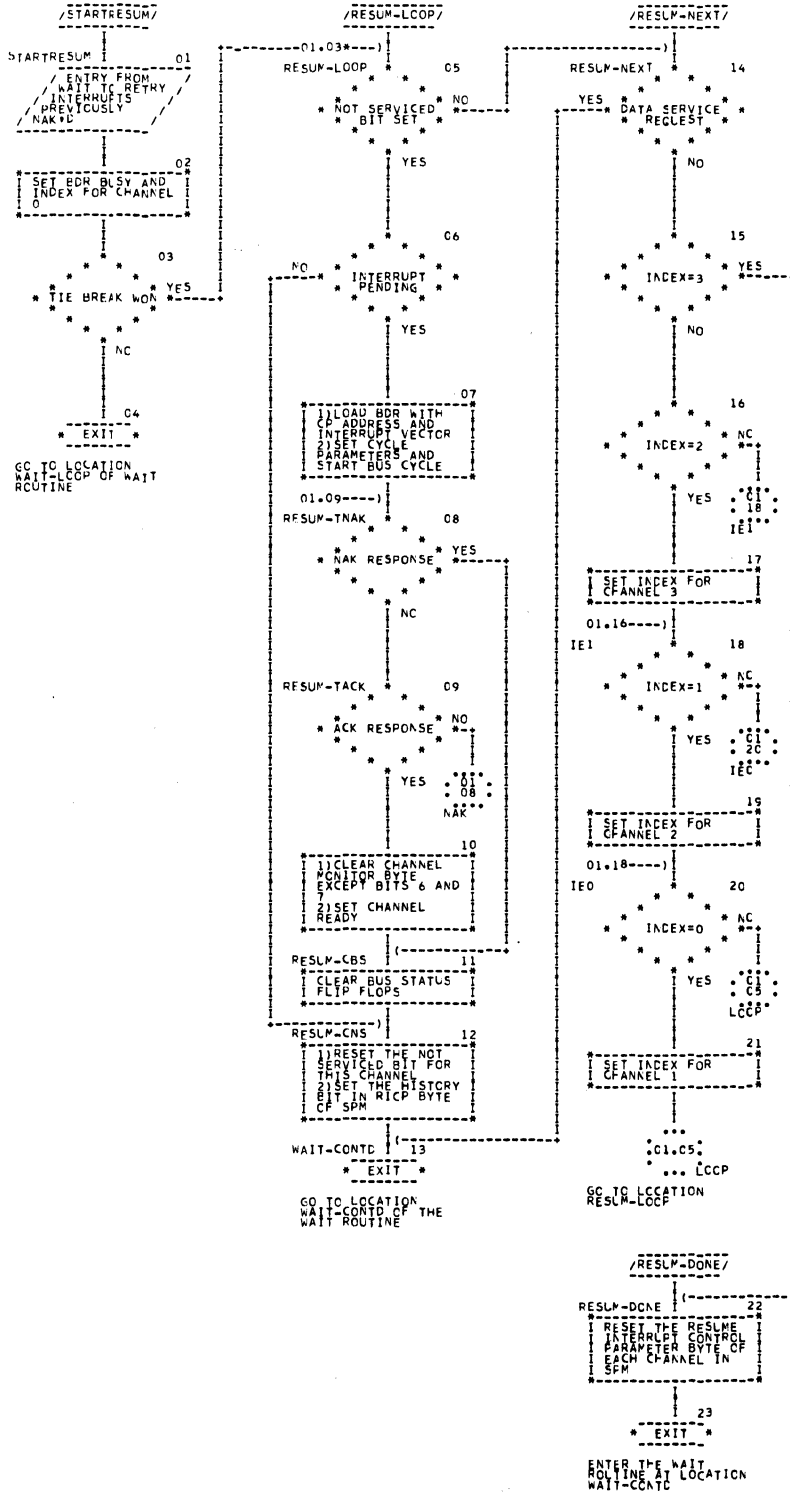 /STARTRESUM/
STARTRESUM 01
ENTRY FROM
WAIT TO RETRY
INTERRUPTS
PREVIOUSLY
NAK'D
02
SET BDR BUSY AND
INDEX FOR CHANNEL
0
03
TIE BREAK WON YES
NO
04
EXIT
GO TO LOCATION
WAIT-LOOP OF WAIT
ROUTINE
/RESUM-LOOP/
01.03*----)
RESUM-LOOP 05
NOT SERVICED
BIT SET
NO
YES
06
NO
INTERRUPT
PENDING
YES
07
1)LOAD BDR WITH
CP ADDRESS AND
INTERRUPT VECTOR
2)SET CYCLE
PARAMETERS AND
START BUS CYCLE
01.09----)
RESUM-TNAK 08
NAK RESPONSE YES
NO
RESUM-TACK 09
ACK RESPONSE NO
YES
01
08
NAK
10
1)CLEAR CHANNEL
MONITOR BYTE
EXCEPT BITS 6 AND
7
2)SET CHANNEL
READY
RESUM-CBS 11
CLEAR BUS STATUS
FLIP FLOPS
RESUM-CNS 12
1)RESET THE NOT
SERVICED BIT FOR
THIS CHANNEL
2)SET THE HISTORY
BIT IN RICP BYTE
OF SPM
WAIT-CONTD 13
EXIT
GO TO LOCATION
WAIT-CONTD OF THE
WAIT ROUTINE
/RESUM-NEXT/
RESUM-NEXT 14
YES
DATA SERVICE
REQUEST
NO
15
INDEX=3 YES
NO
16
INDEX=2 NO
YES
01
18
IE1
17
SET INDEX FOR
CHANNEL 3
01.16----)
IE1 18
INDEX=1 NO
YES
01
20
IEO
19
SET INDEX FOR
CHANNEL 2
01.18----)
IEO 20
INDEX=0 NO
YES
01
05
LOOP
21
SET INDEX FOR
CHANNEL 1
01.05
LOOP
GO TO LOCATION
RESUM-LOOP
/RESUM-DONE/
RESUM-DONE 22
RESET THE RESUME
INTERRUPT CONTROL
PARAMETER BYTE OF
EACH CHANNEL IN
SPM
23
EXIT
ENTER THE WAIT
ROUTINE AT LOCATION
WAIT-CONTD